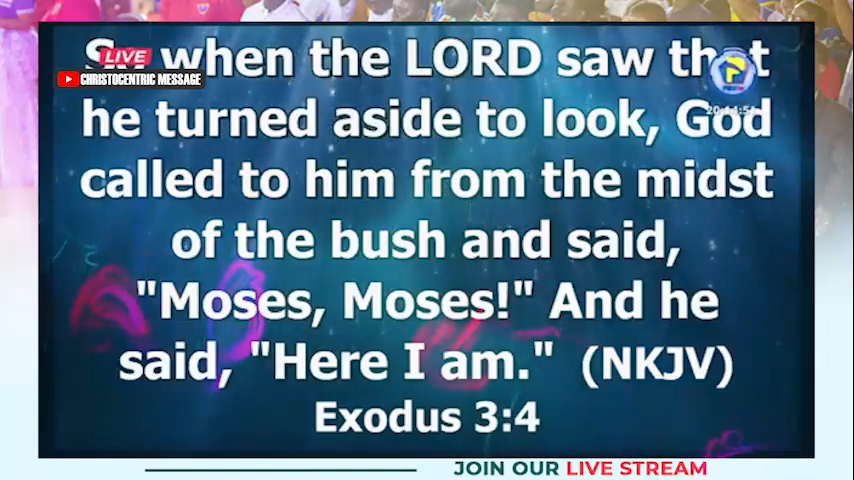 LIVE
CHRISTOCENTRIC MESSAGE
when the LORD saw that
he turned aside to look, God
called to him from the midst
of the bush and said,
"Moses, Moses!" And he
said, "Here I am." (NKJV)
Exodus 3:4
JOIN OUR LIVE STREAM